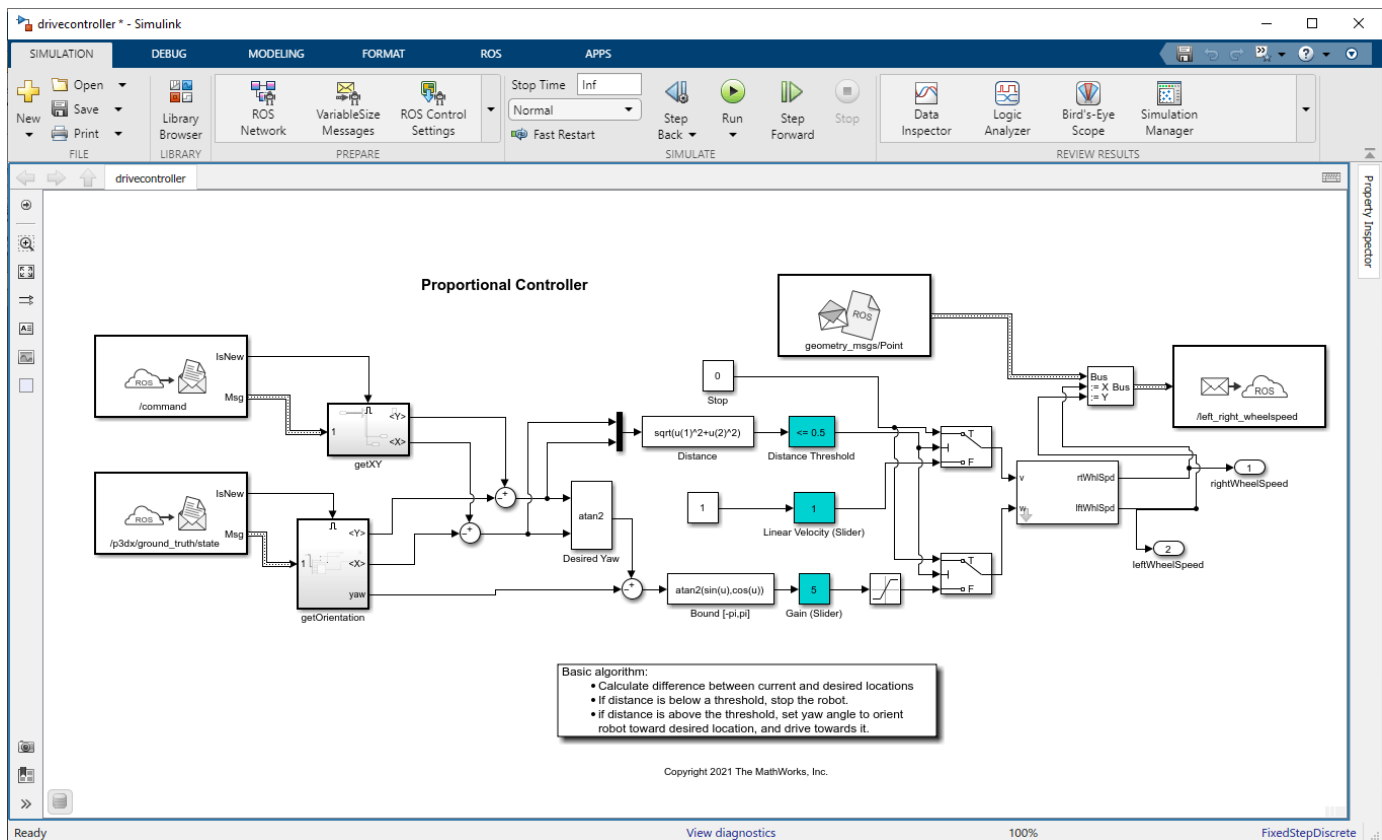 drivecontroller * - Simulink
SIMULATION DEBUG MODELING FORMAT ROS APPS
New
Open
Save
Print
FILE
Library
Browser
LIBRARY
ROS
Network
VariableSize
Messages
ROS Control
Settings
PREPARE
Stop Time Inf
Normal
Fast Restart
Step
Back
Run
Step
Forward
Stop
SIMULATE
Data
Inspector
Logic
Analyzer
Bird's-Eye
Scope
Simulation
Manager
REVIEW RESULTS
drivecontroller
Property Inspector
Proportional Controller
ROS
IsNew
Msg
/command
1
<Y>
<X>
getXY
ROS
IsNew
Msg
/p3dx/ground_truth/state
1
<Y>
<X>
yaw
getOrientation
atan2
Desired Yaw
0
Stop
sqrt(u(1)^2+u(2)^2)
Distance
<= 0.5
Distance Threshold
1
1
Linear Velocity (Slider)
atan2(sin(u),cos(u))
Bound [-pi,pi]
5
Gain (Slider)
T
F
T
F
ROS
geometry_msgs/Point
v
w
rtWhlSpd
lftWhlSpd
Bus
:= X Bus
:= Y
ROS
/left_right_wheelspeed
1
rightWheelSpeed
2
leftWheelSpeed
Basic algorithm:
• Calculate difference between current and desired locations
• If distance is below a threshold, stop the robot.
• if distance is above the threshold, set yaw angle to orient
robot toward desired location, and drive towards it.
Copyright 2021 The MathWorks, Inc.
Ready View diagnostics 100% FixedStepDiscrete